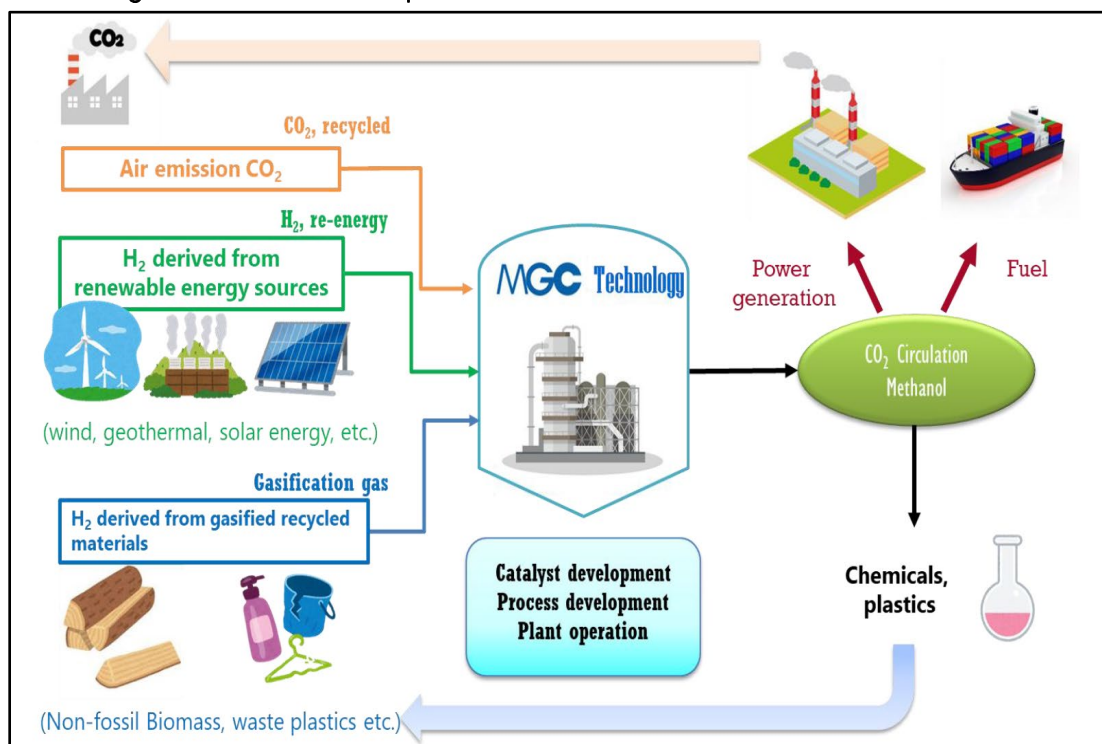 CO₂
CO₂, recycled
Air emission CO₂
H₂, re-energy
H₂ derived from
renewable energy sources
(wind, geothermal, solar energy, etc.)
Gasification gas
H₂ derived from gasified recycled
materials
(Non-fossil Biomass, waste plastics etc.)
MGC Technology
Catalyst development
Process development
Plant operation
Power
generation
Fuel
CO₂ Circulation
Methanol
Chemicals,
plastics